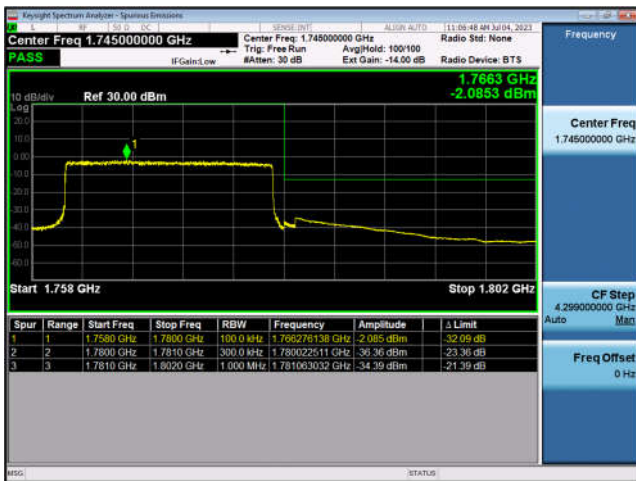 Keysight Spectrum Analyzer - Spurious Emissions
L RF 50 Ω DC SENSE:INT ALIGN AUTO 11:06:48 AM Jul 04, 2023
Center Freq 1.745000000 GHz
Center Freq: 1.745000000 GHz Radio Std: None
Trig: Free Run Avg|Hold: 100/100
PASS IFGain:Low #Atten: 30 dB Ext Gain: -14.00 dB Radio Device: BTS
Frequency
1.7663 GHz
10 dB/div Ref 30.00 dBm -2.0853 dBm
Log
20.0
10.0
0.00
-10.0
-20.0
-30.0
-40.0
-50.0
-60.0
1
Start 1.758 GHz Stop 1.802 GHz
Spur Range Start Freq Stop Freq RBW Frequency Amplitude Δ Limit
1 1 1.7580 GHz 1.7800 GHz 100.0 kHz 1.766276138 GHz -2.085 dBm -32.09 dB
2 2 1.7800 GHz 1.7810 GHz 300.0 kHz 1.780022511 GHz -36.36 dBm -23.36 dB
3 3 1.7810 GHz 1.8020 GHz 1.000 MHz 1.781063032 GHz -34.39 dBm -21.39 dB
Center Freq
1.745000000 GHz
CF Step
4.299000000 GHz
Auto Man
Freq Offset
0 Hz
MSG STATUS